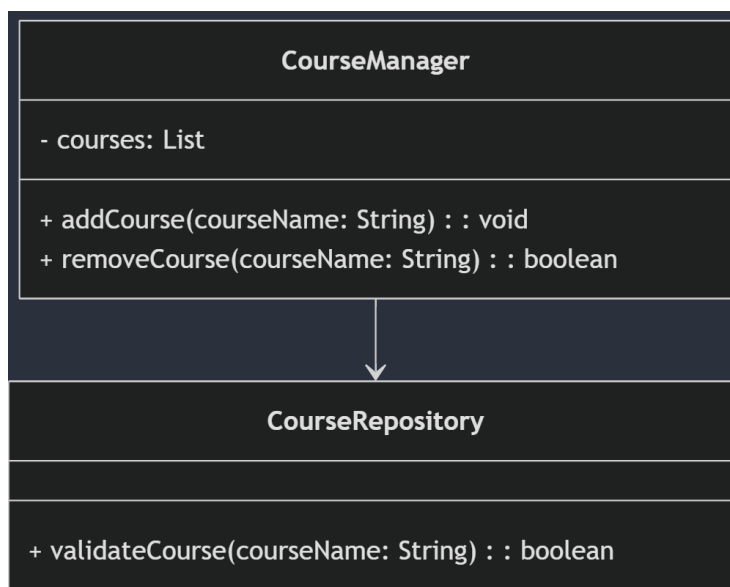 CourseManager
- courses: List
+ addCourse(courseName: String) : : void
+ removeCourse(courseName: String) : : boolean
CourseRepository
+ validateCourse(courseName: String) : : boolean